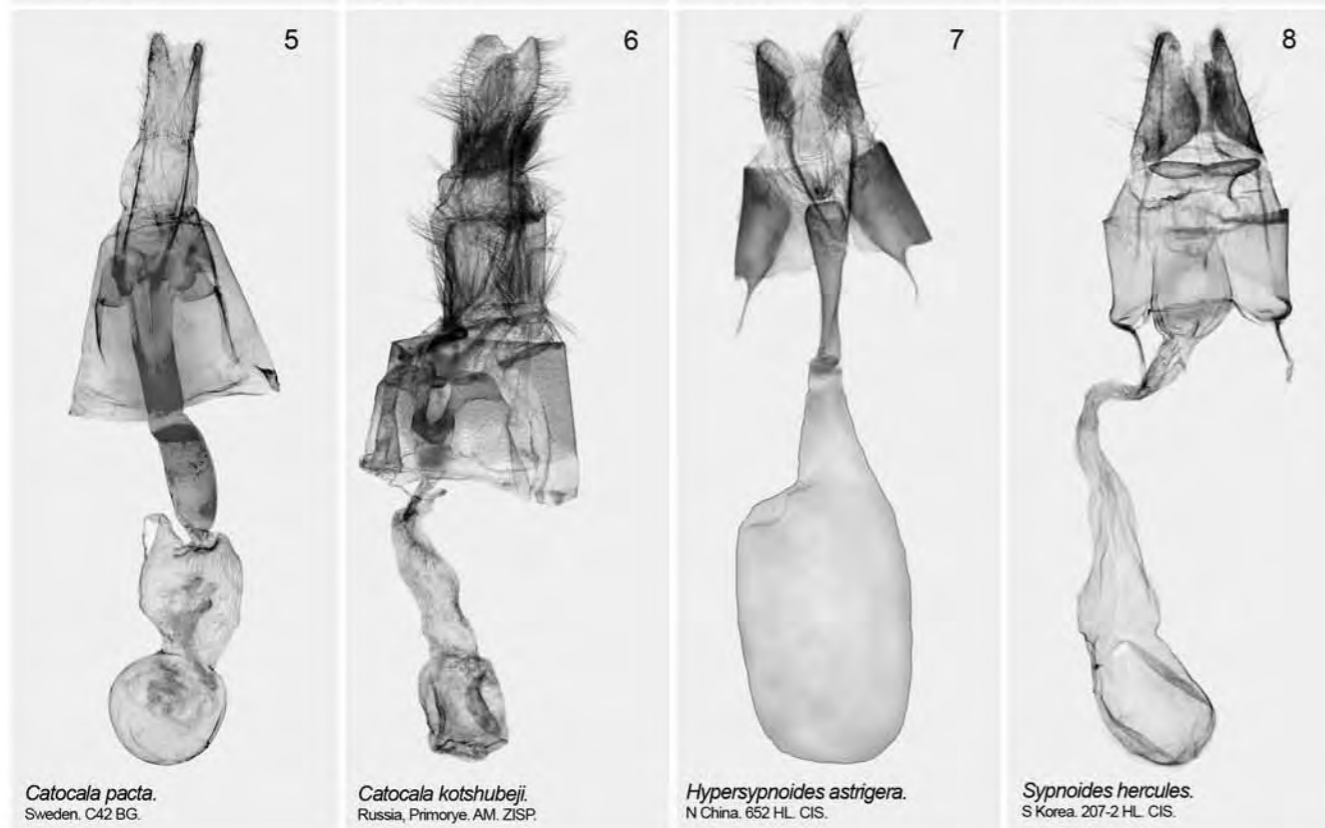 5
6
7
8
Catocala pacta.
Sweden. C42 BG.
Catocala kotshubeji.
Russia, Primorye. AM. ZISP.
Hypersypnoides astrigera.
N China. 652 HL. CIS.
Sypnoides hercules.
S Korea. 207-2 HL. CIS.